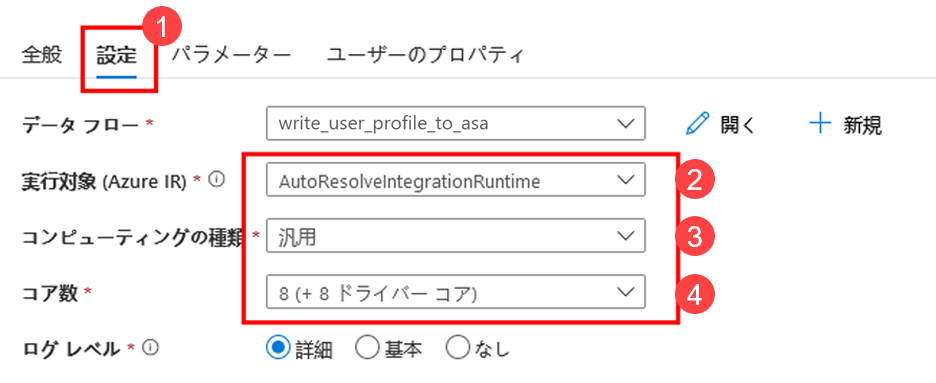 1
全般 設定 パラメーター ユーザーのプロパティ
データ フロー * write_user_profile_to_asa 開く 新規
実行対象 (Azure IR) * AutoResolveIntegrationRuntime 2
コンピューティングの種類 * 汎用 3
コア数 * 8 (+ 8 ドライバー コア) 4
ログ レベル * 詳細 基本 なし